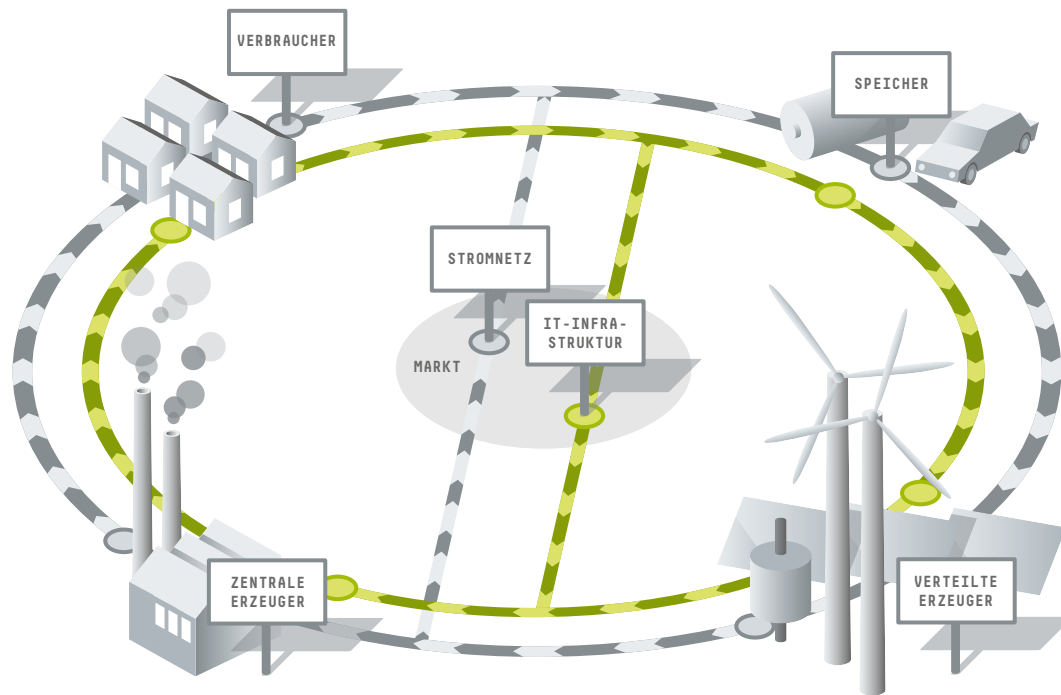 VERBRAUCHER
SPEICHER
STROMNETZ
IT-INFRA-
STRUKTUR
MARKT
ZENTRALE
ERZEUGER
VERTEILTE
ERZEUGER